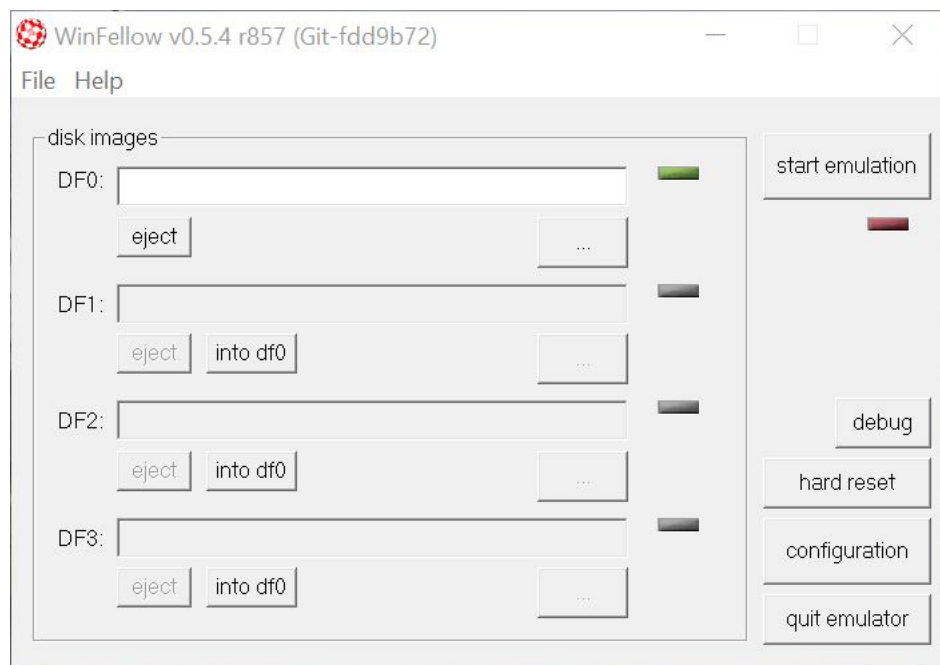 WinFellow v0.5.4 r857 (Git-fdd9b72)
File Help
disk images
DF0:
eject ...
DF1:
eject into df0 ...
DF2:
eject into df0 ...
DF3:
eject into df0 ...
start emulation
debug
hard reset
configuration
quit emulator